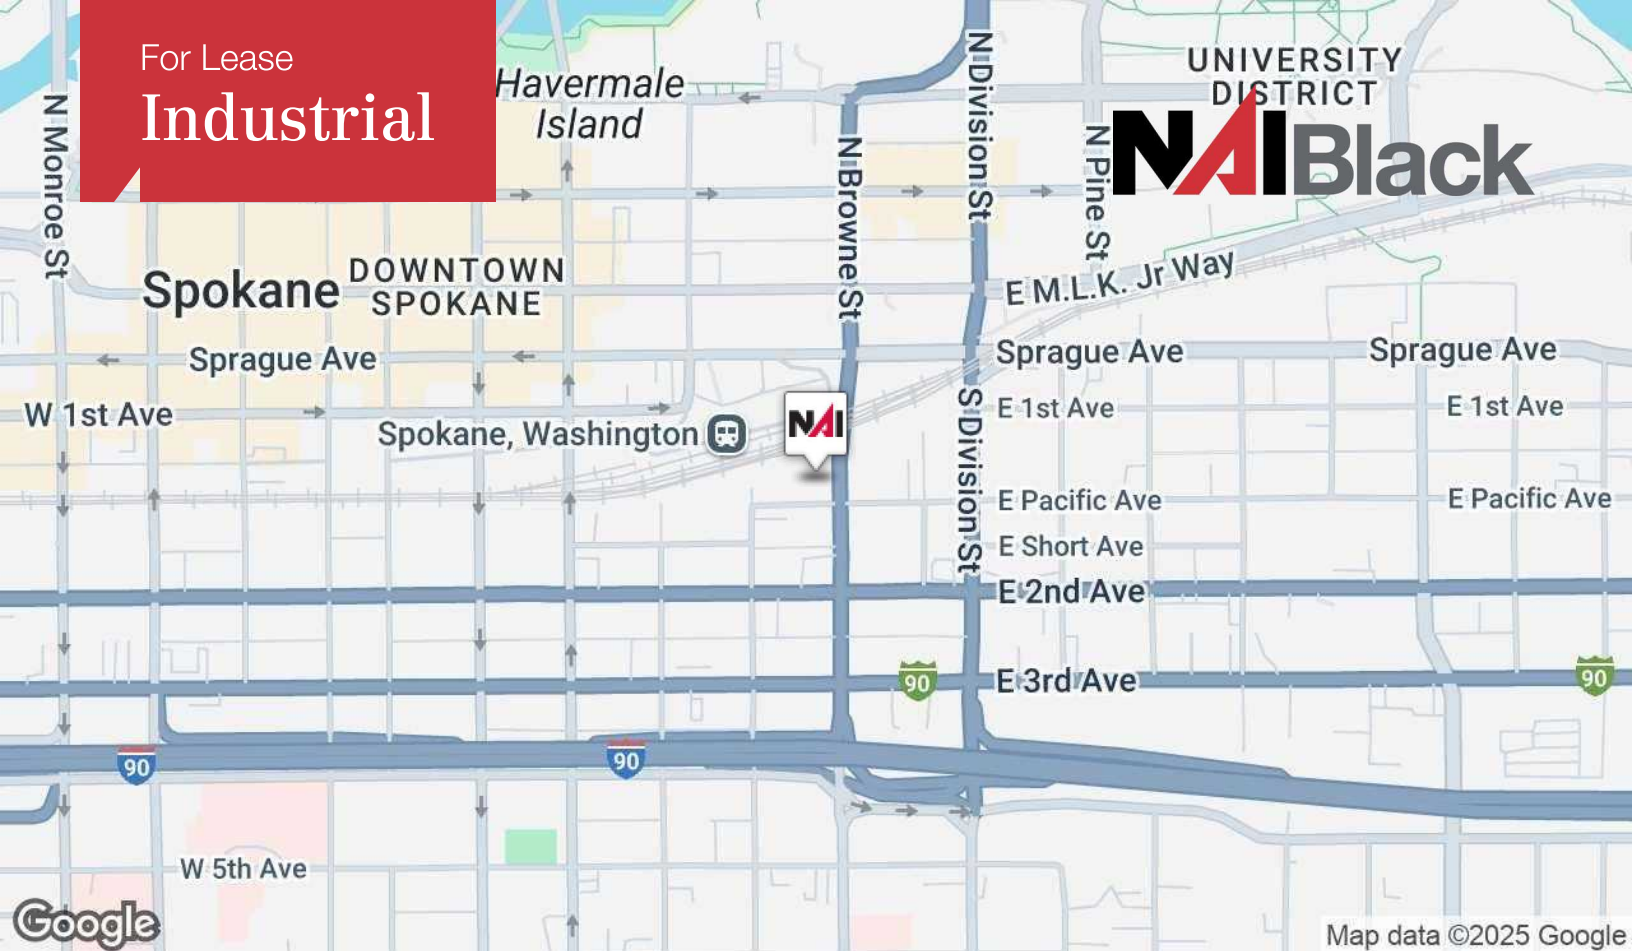 For Lease
Industrial
Havermale
Island
UNIVERSITY
DISTRICT
NAIBlack
N Monroe St
N Browne St
N Division St
N Pine St
E M.L.K. Jr Way
Spokane
DOWNTOWN
SPOKANE
Sprague Ave
Sprague Ave
Sprague Ave
W 1st Ave
E 1st Ave
E 1st Ave
NAI
Spokane, Washington
S Division St
E Pacific Ave
E Pacific Ave
E Short Ave
E 2nd Ave
E 3rd Ave
90
90
90
90
W 5th Ave
Google
Map data ©2025 Google